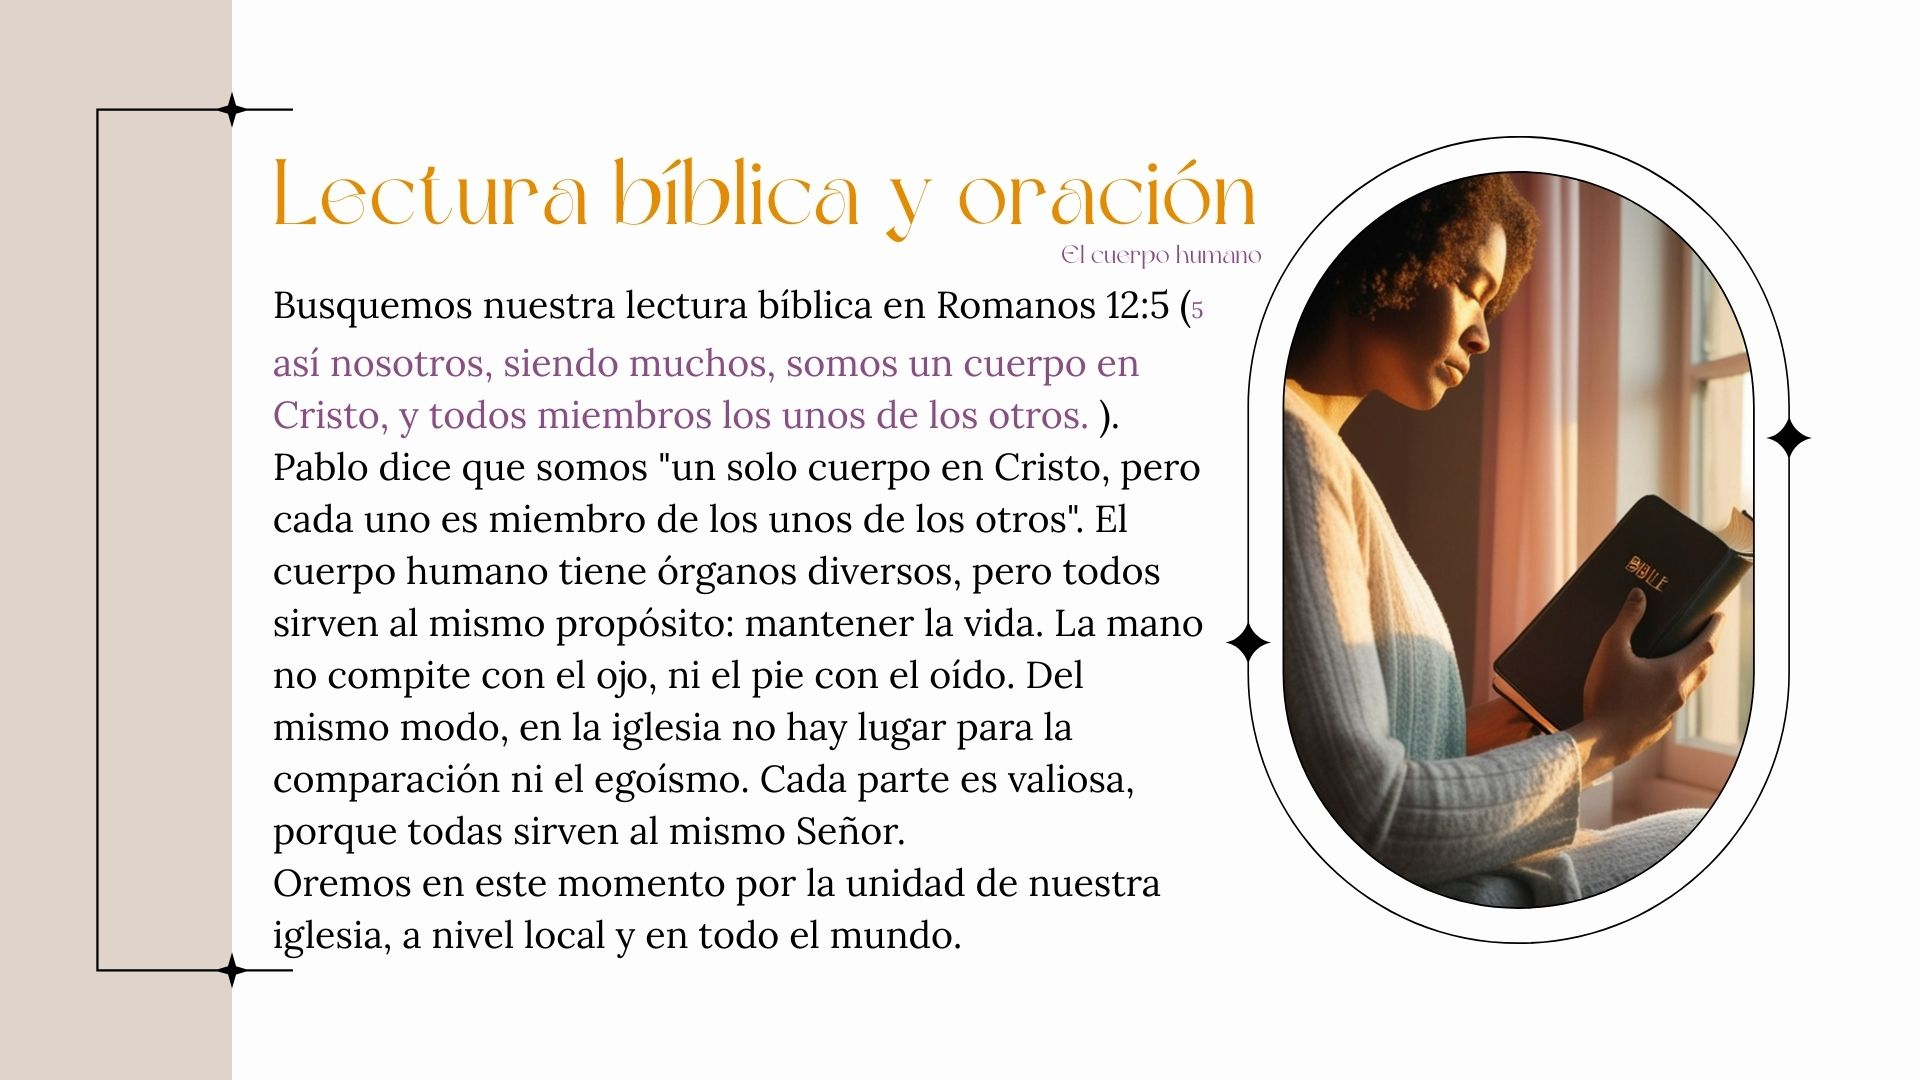 Lectura bíblica y oración
El cuerpo humano
Busquemos nuestra lectura bíblica en Romanos 12:5 (5
así nosotros, siendo muchos, somos un cuerpo en
Cristo, y todos miembros los unos de los otros. ).
Pablo dice que somos "un solo cuerpo en Cristo, pero
cada uno es miembro de los unos de los otros". El
cuerpo humano tiene órganos diversos, pero todos
sirven al mismo propósito: mantener la vida. La mano
no compite con el ojo, ni el pie con el oído. Del
mismo modo, en la iglesia no hay lugar para la
comparación ni el egoísmo. Cada parte es valiosa,
porque todas sirven al mismo Señor.
Oremos en este momento por la unidad de nuestra
iglesia, a nivel local y en todo el mundo.
BIBLE